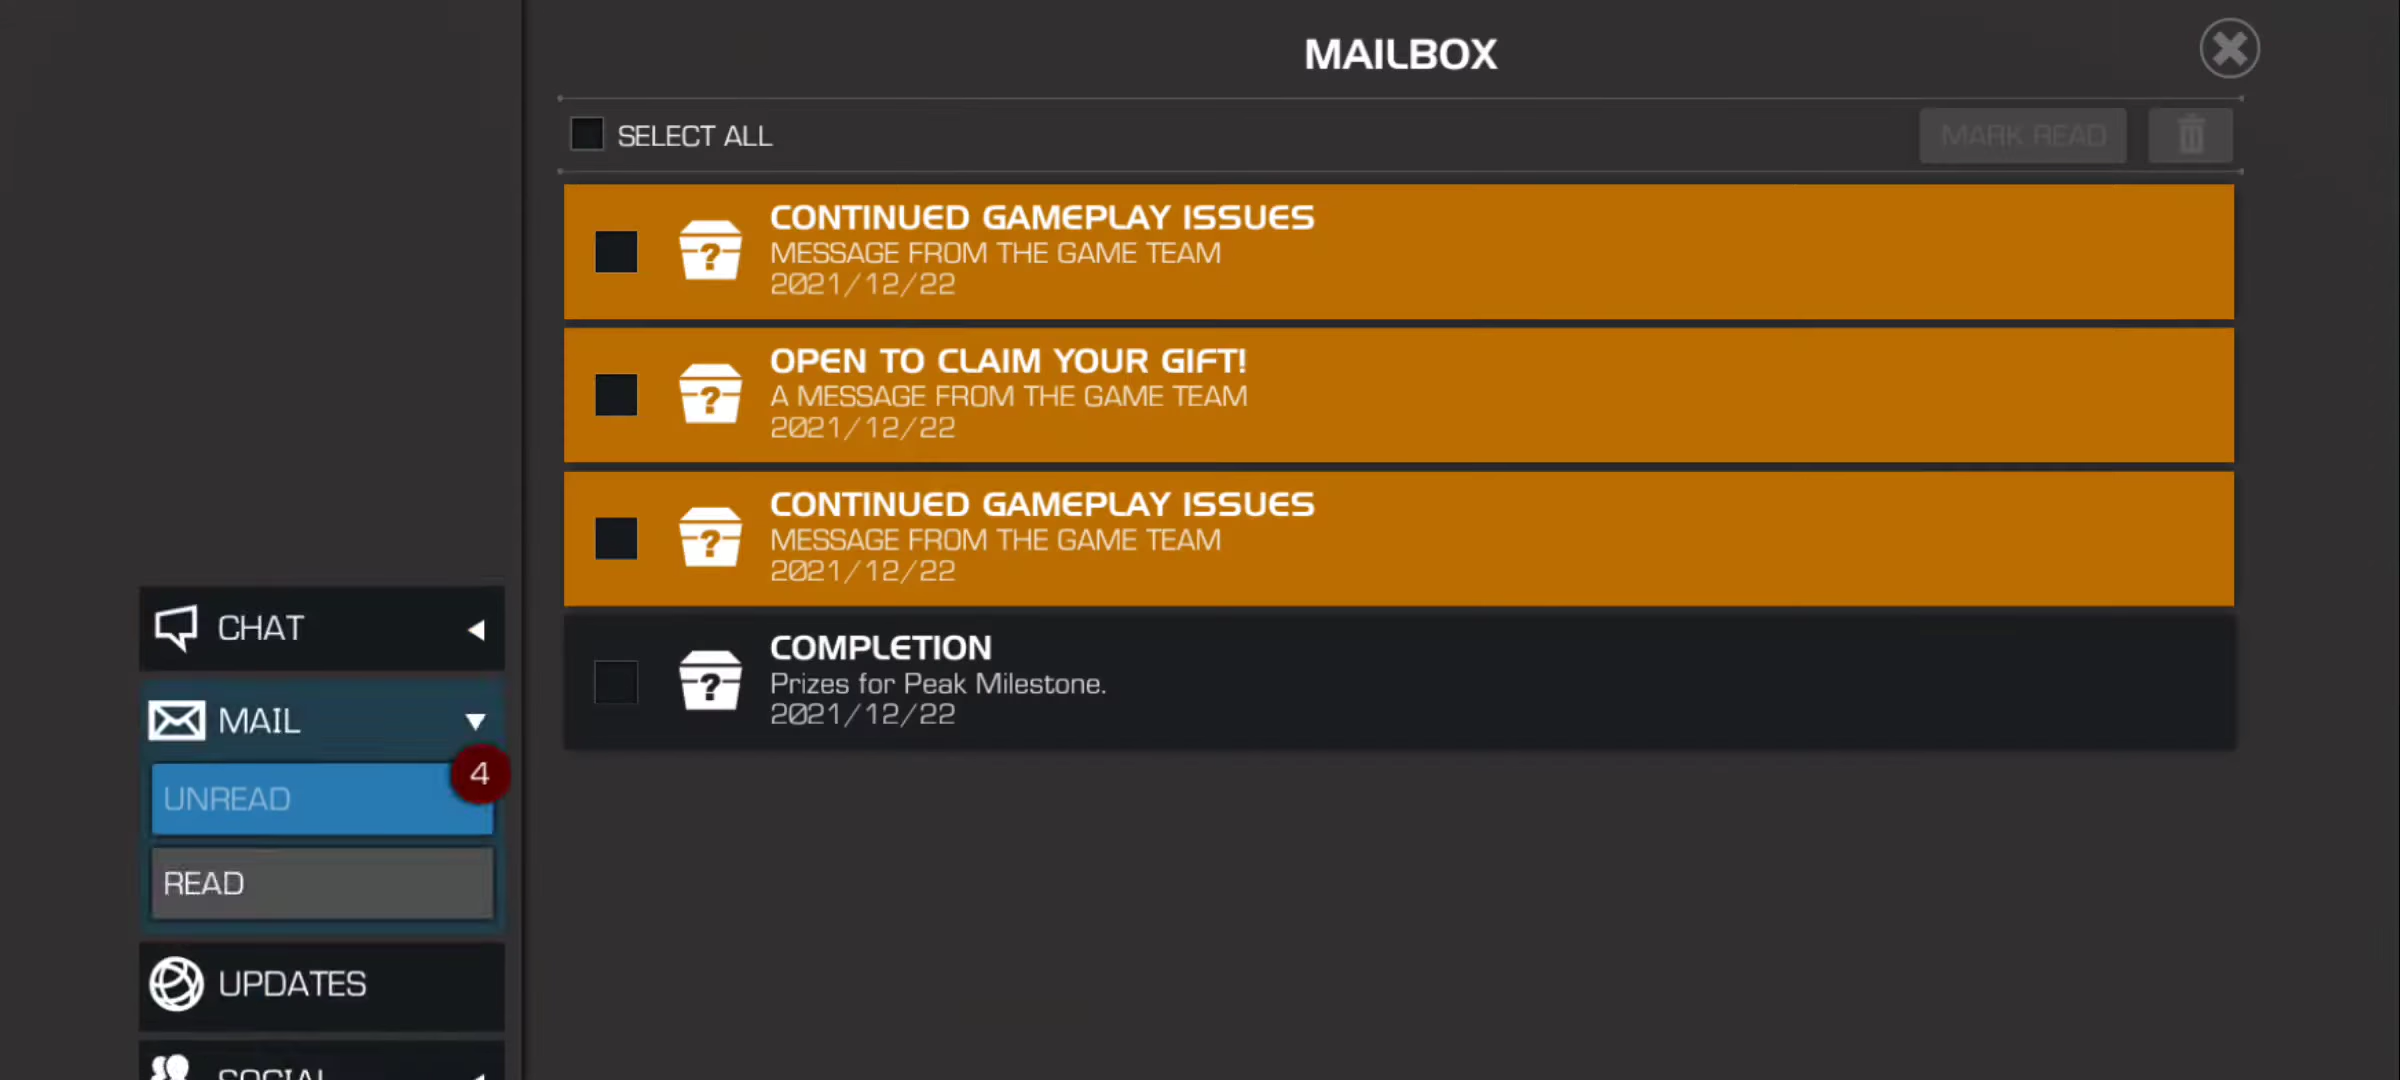 MAILBOX
SELECT ALL
MARK READ
CONTINUED GAMEPLAY ISSUES
MESSAGE FROM THE GAME TEAM
2021/12/22
OPEN TO CLAIM YOUR GIFT!
A MESSAGE FROM THE GAME TEAM
2021/12/22
CONTINUED GAMEPLAY ISSUES
MESSAGE FROM THE GAME TEAM
2021/12/22
COMPLETION
Prizes for Peak Milestone.
2021/12/22
CHAT
MAIL
4
UNREAD
READ
UPDATES
SOCIAL